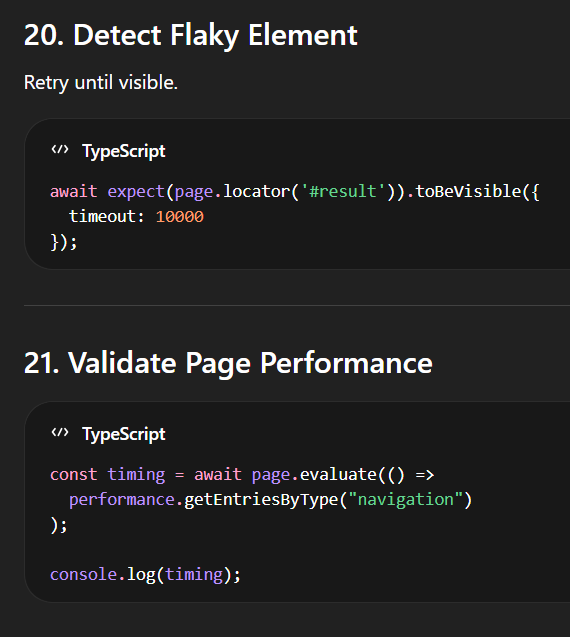 20. Detect Flaky Element
Retry until visible.
</> TypeScript
await expect(page.locator('#result')).toBeVisible({
  timeout: 10000
});
21. Validate Page Performance
</> TypeScript
const timing = await page.evaluate(() =>
  performance.getEntriesByType("navigation")
);
console.log(timing);